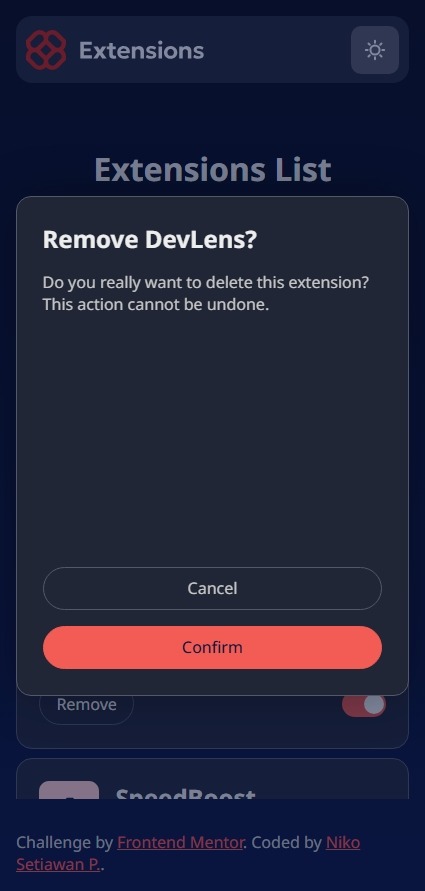 Extensions
Extensions List
Remove DevLens?
Do you really want to delete this extension?
This action cannot be undone.
Cancel
Confirm
Remove
SpeedBoost
Challenge by Frontend Mentor. Coded by Niko
Setiawan P..